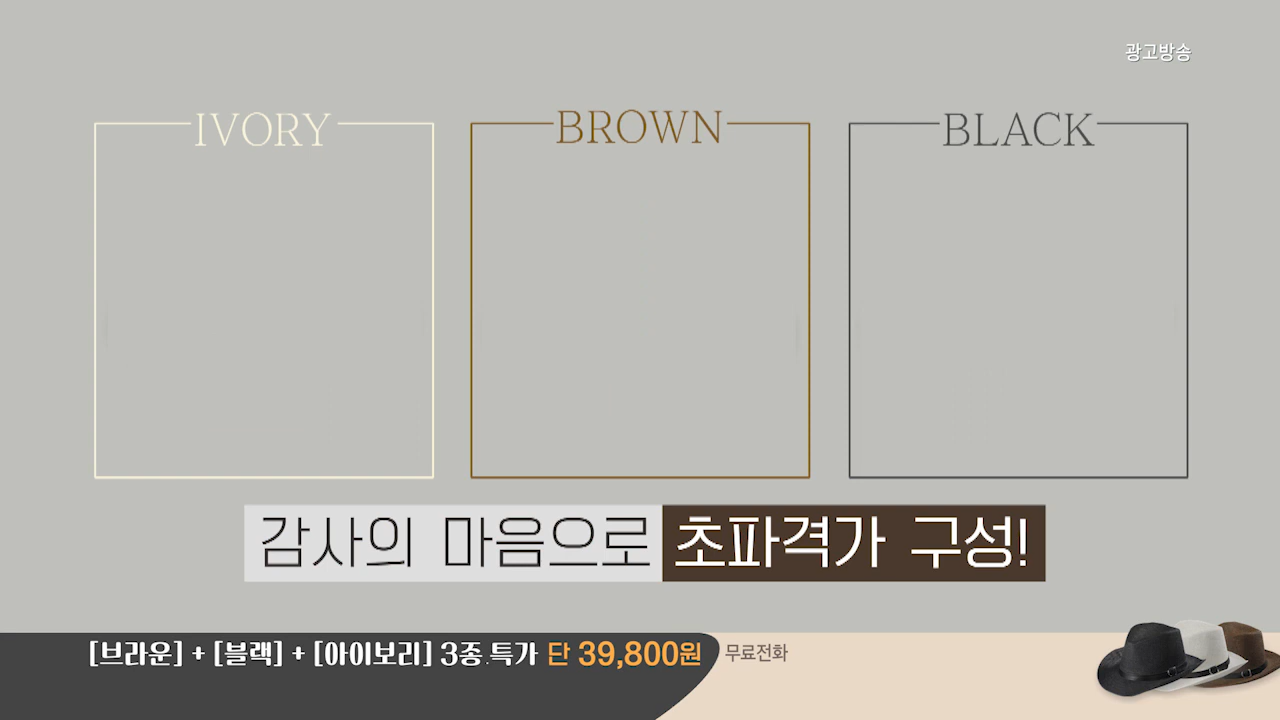 광고방송
IVORY
BROWN
BLACK
감사의 마음으로 초파격가 구성!
[브라운] + [블랙] + [아이보리] 3종 특가 단 39,800원
무료전화